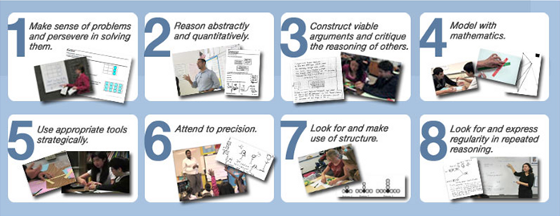 1
Make sense of problems
and persevere in solving
them.
2
Reason abstractly
and quantitatively.
3
Construct viable
arguments and critique
the reasoning of others.
4
Model with
mathematics.
5
Use appropriate tools
strategically.
6
Attend to precision.
7
Look for and make
use of structure.
8
Look for and express
regularity in repeated
reasoning.